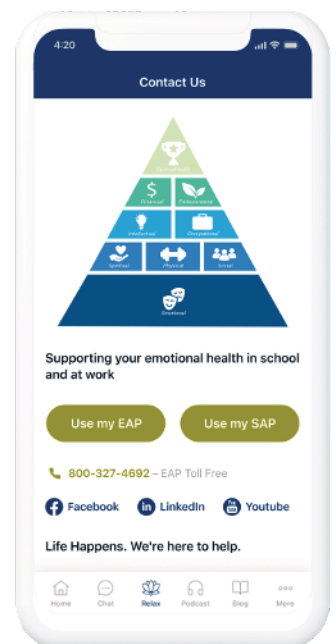 4:20
Contact Us
Financial
Environmental
Intellectual
Occupational
Spiritual
Physical
Social
Emotional
Supporting your emotional health in school
and at work
Use my EAP
Use my SAP
800-327-4692 – EAP Toll Free
Facebook
LinkedIn
Youtube
Life Happens. We're here to help.
Home
Chat
Relax
Podcast
Blog
More